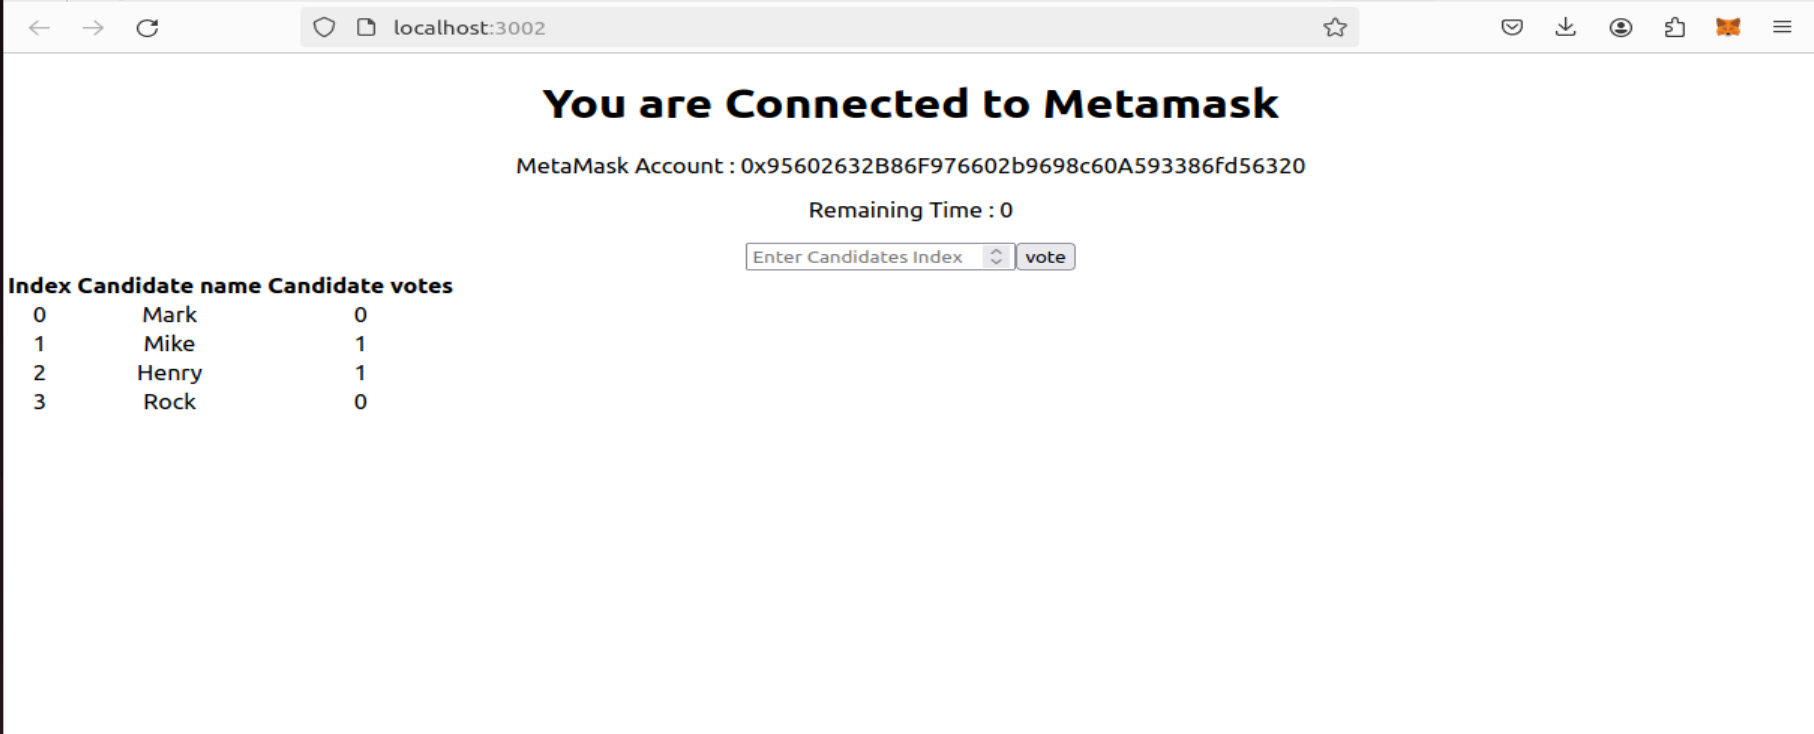 localhost:3002
You are Connected to Metamask
MetaMask Account : 0x95602632B86F976602b9698c60A593386fd56320
Remaining Time : 0
Enter Candidates Index vote
Index Candidate name Candidate votes
0 Mark 0
1 Mike 1
2 Henry 1
3 Rock 0